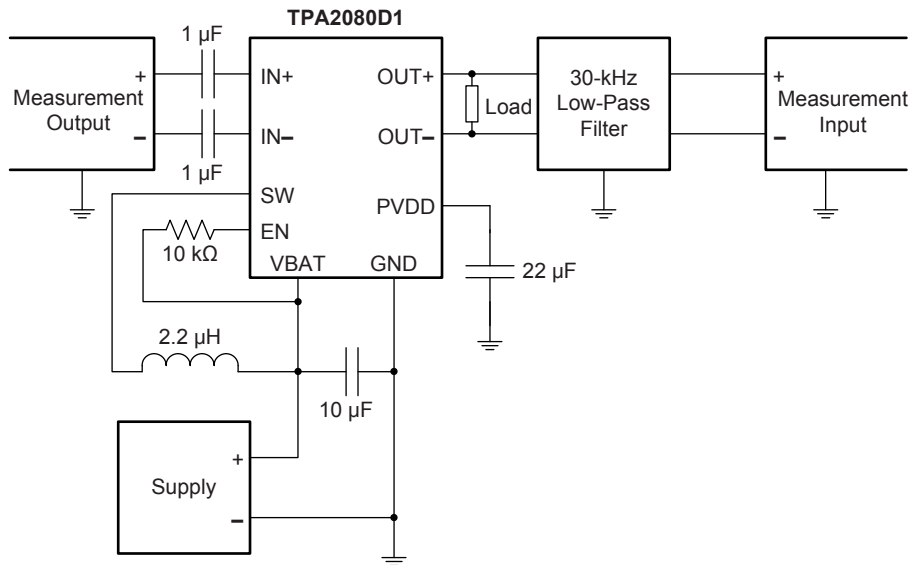 TPA2080D1
1 µF
+
IN+
OUT+
30-kHz
Low-Pass
Filter
+
Measurement
Output
Load
Measurement
Input
–
IN–
OUT–
–
1 µF
SW
PVDD
EN
10 kΩ
VBAT
GND
22 µF
2.2 µH
10 µF
+
Supply
–